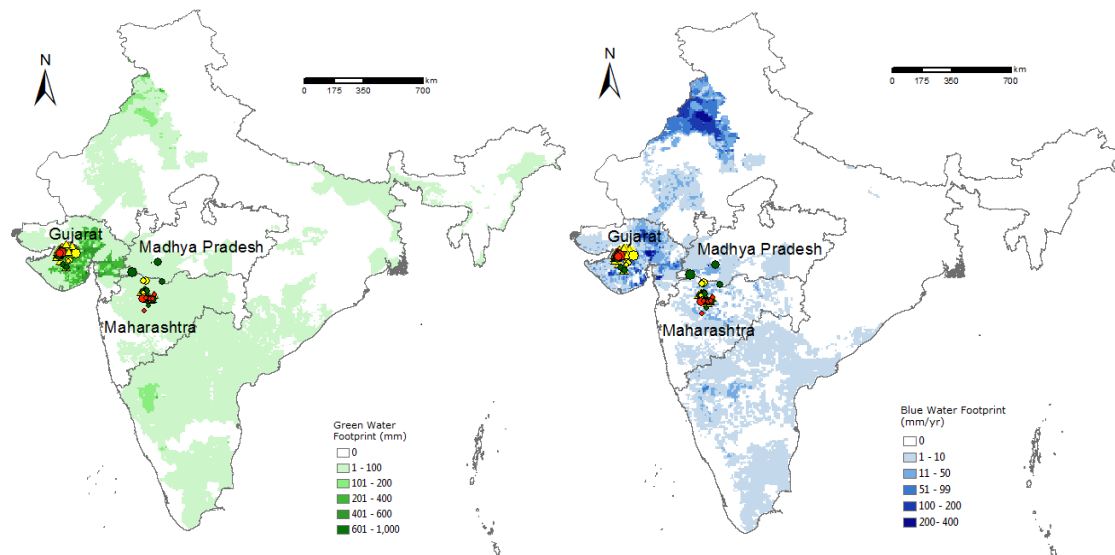 N
km
0 175 350 700
Gujarat
Madhya Pradesh
Maharashtra
Green Water
Footprint (mm)
0
1 - 100
101 - 200
201 - 400
401 - 600
601 - 1,000
N
km
0 175 350 700
Gujarat
Madhya Pradesh
Maharashtra
Blue Water Footprint
(mm/yr)
0
1 - 10
11 - 50
51 - 99
100 - 200
200- 400